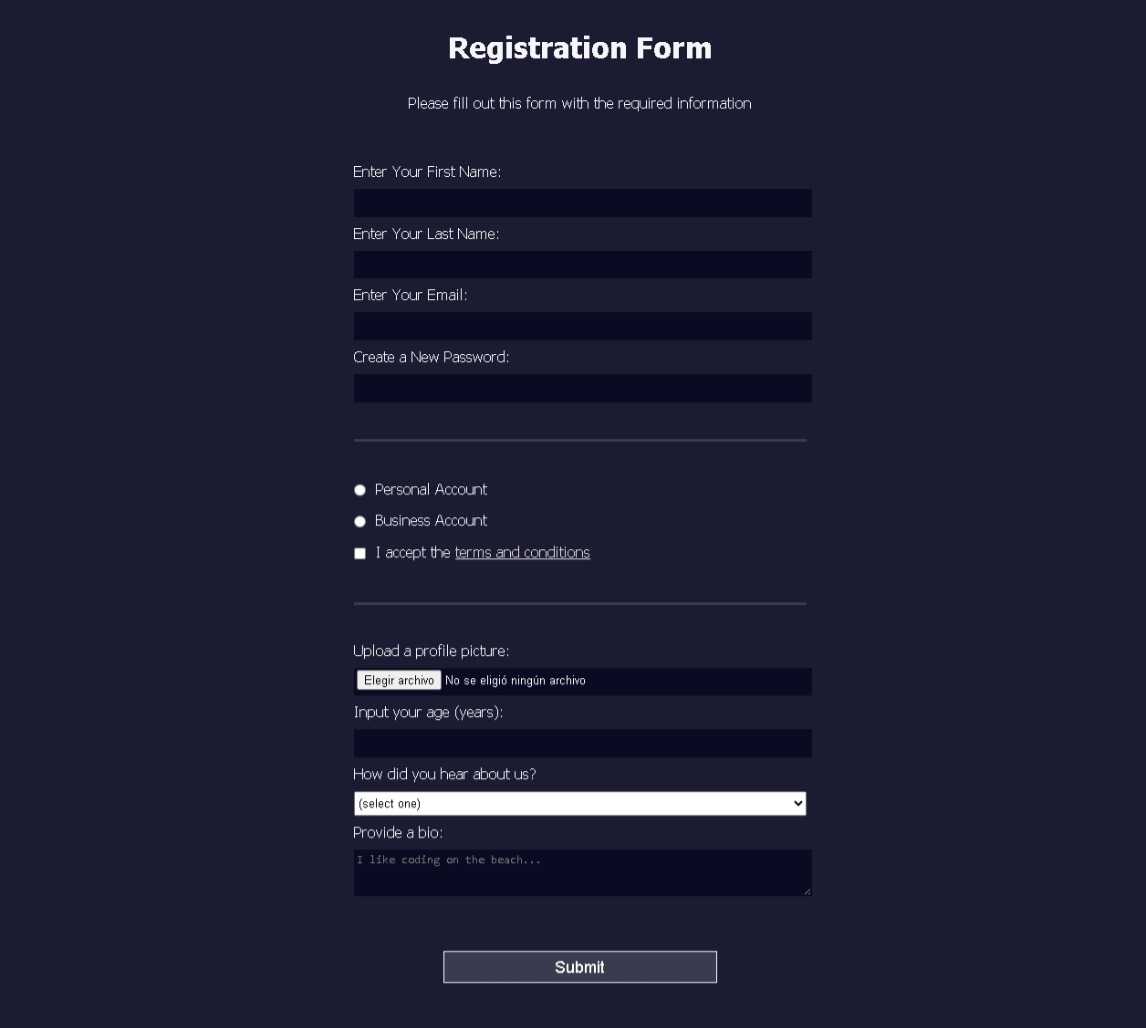 Registration Form
Please fill out this form with the required information
Enter Your First Name:
Enter Your Last Name:
Enter Your Email:
Create a New Password:
Personal Account
Business Account
I accept the terms and conditions
Upload a profile picture:
Elegir archivo No se eligió ningún archivo
Input your age (years):
How did you hear about us?
(select one)
Provide a bio:
I like coding on the beach...
Submit